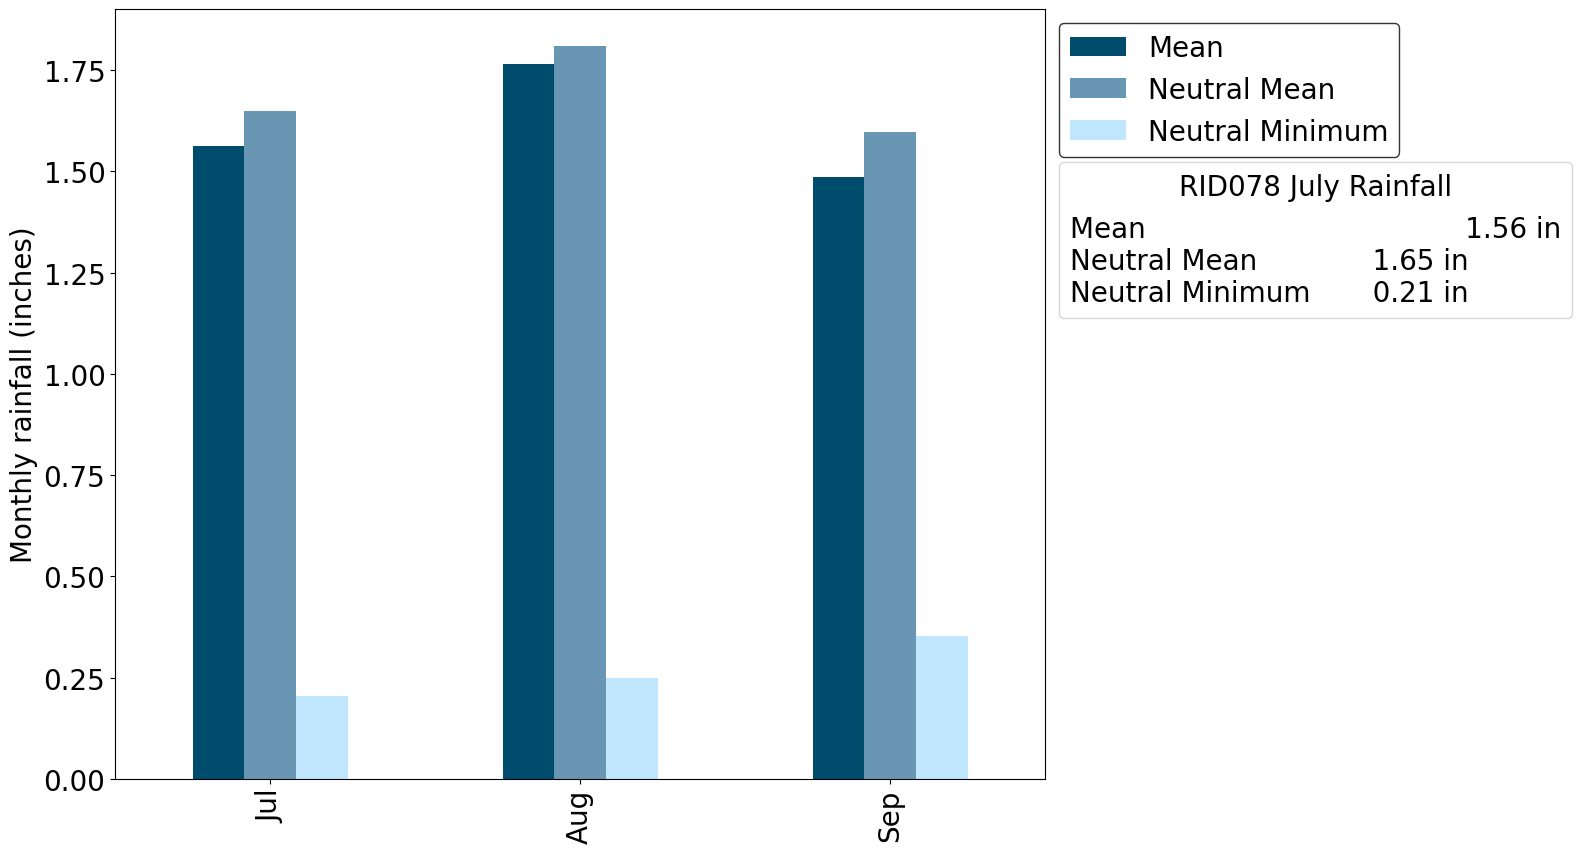 Monthly rainfall (inches)
1.75
1.50
1.25
1.00
0.75
0.50
0.25
0.00
Jul
Aug
Sep
Mean
Neutral Mean
Neutral Minimum
RID078 July Rainfall
Mean 1.56 in
Neutral Mean 1.65 in
Neutral Minimum 0.21 in